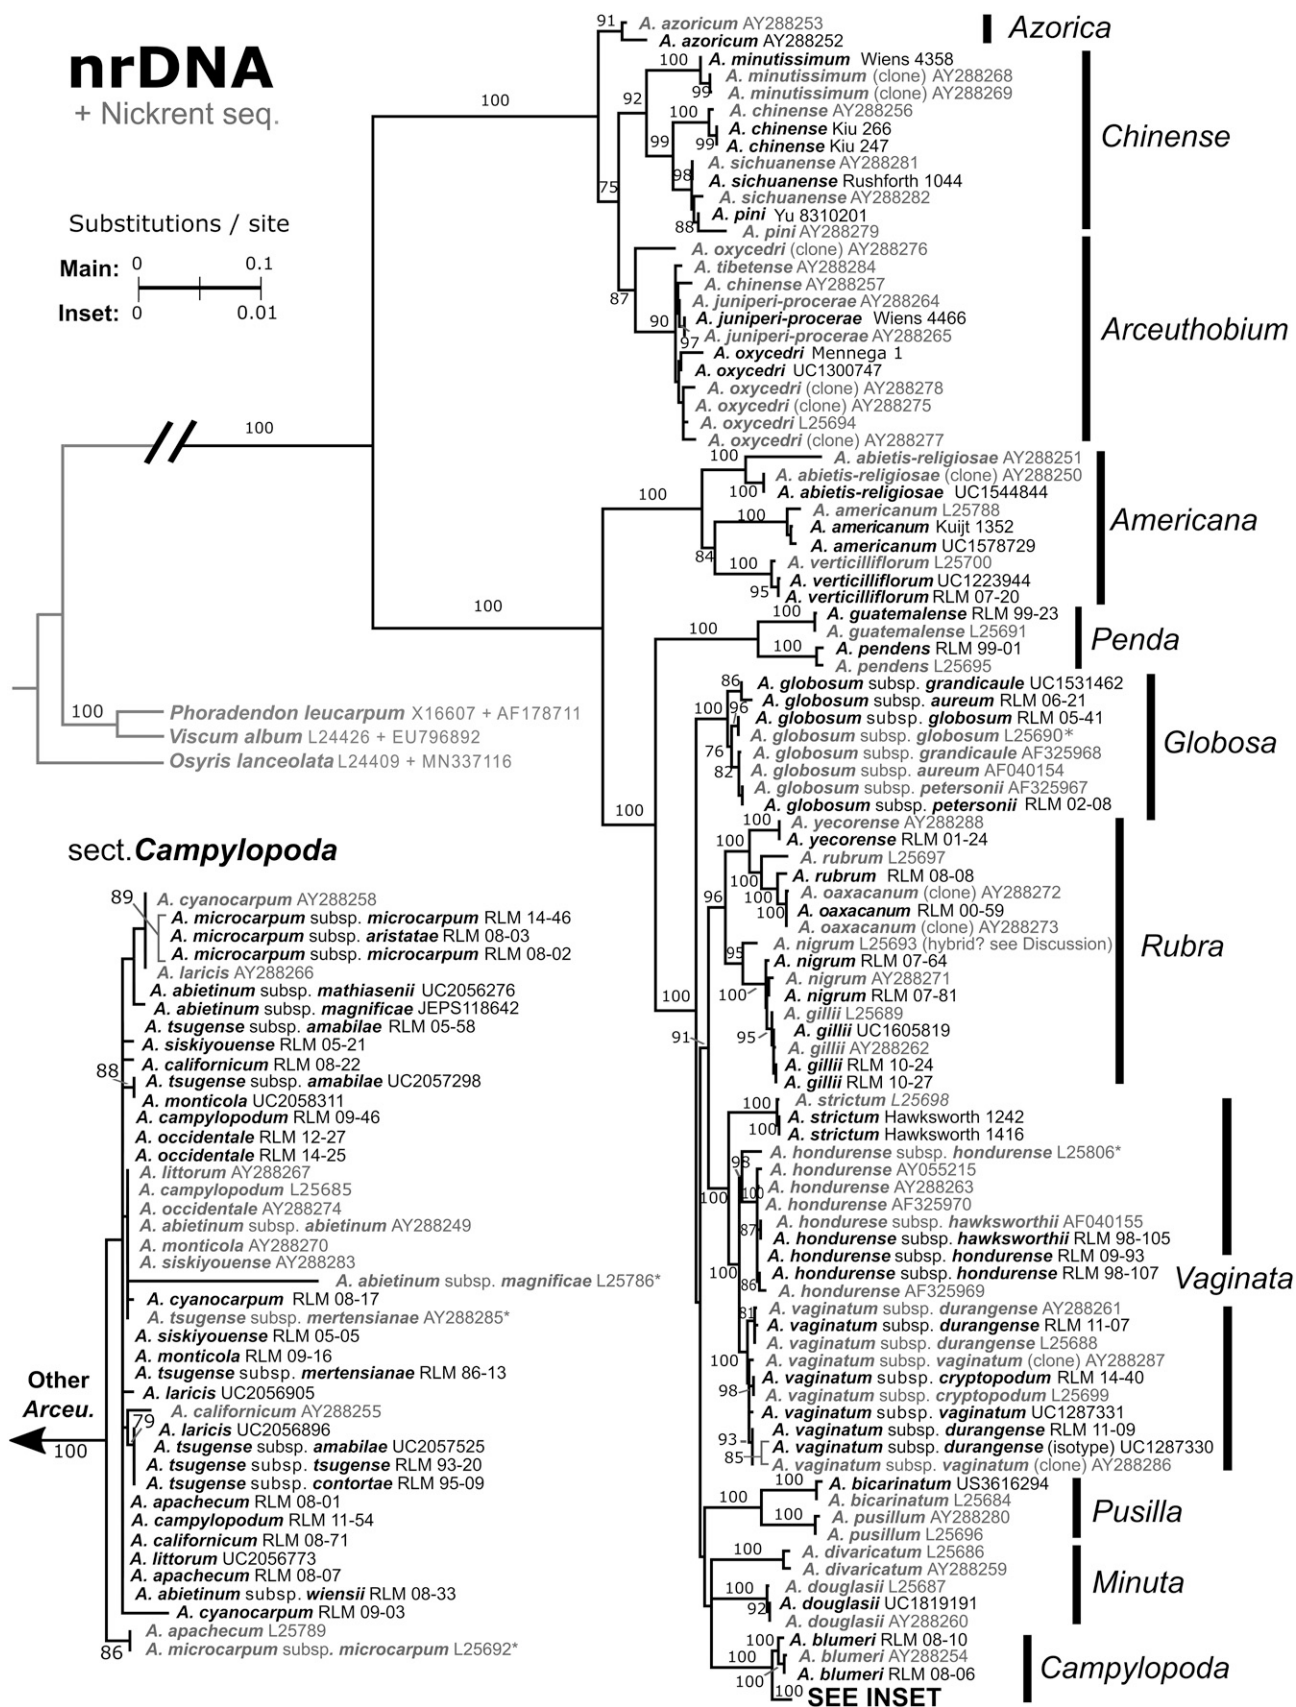 nrDNA
+ Nickrent seq.
Substitutions / site
Main: 0 0.1
Inset: 0 0.01
91
A. azoricum AY288253
A. azoricum AY288252
Azorica
100
A. minutissimum Wiens 4358
A. minutissimum (clone) AY288268
99
A. minutissimum (clone) AY288269
100
92
100
A. chinense AY288256
A. chinense Kiu 266
99
99
A. chinense Kiu 247
Chinense
A. sichuanense AY288281
98
A. sichuanense Rushforth 1044
75
A. sichuanense AY288282
A. pini Yu 8310201
88
A. pini AY288279
A. oxycedri (clone) AY288276
A. tibetense AY288284
A. chinense AY288257
87
A. juniperi-procerae AY288264
90
A. juniperi-procerae Wiens 4466
97
A. juniperi-procerae AY288265
Arceuthobium
A. oxycedri Mennega 1
A. oxycedri UC1300747
A. oxycedri (clone) AY288278
A. oxycedri (clone) AY288275
A. oxycedri L25694
A. oxycedri (clone) AY288277
100
100
A. abietis-religiosae AY288251
A. abietis-religiosae (clone) AY288250
100
A. abietis-religiosae UC1544844
100
A. americanum L25788
100
A. americanum Kuijt 1352
Americana
A. americanum UC1578729
84
100
A. verticilliflorum L25700
A. verticilliflorum UC1223944
95
A. verticilliflorum RLM 07-20
100
100
A. guatemalense RLM 99-23
A. guatemalense L25691
100
100
A. pendens RLM 99-01
A. pendens L25695
Penda
86
A. globosum subsp. grandicaule UC1531462
A. globosum subsp. aureum RLM 06-21
100
96
A. globosum subsp. globosum RLM 05-41
A. globosum subsp. globosum L25690*
Globosa
76
A. globosum subsp. grandicaule AF325968
82
A. globosum subsp. aureum AF040154
A. globosum subsp. petersonii AF325967
A. globosum subsp. petersonii RLM 02-08
100
Phoradendon leucarpum X16607 + AF178711
Viscum album L24426 + EU796892
Osyris lanceolata L24409 + MN337116
100
100
A. yecorense AY288288
100
A. yecorense RLM 01-24
A. rubrum L25697
100
A. rubrum RLM 08-08
96
100
A. oaxacanum (clone) AY288272
100
A. oaxacanum RLM 00-59
A. oaxacanum (clone) AY288273
95
A. nigrum L25693 (hybrid? see Discussion)
Rubra
A. nigrum RLM 07-64
A. nigrum AY288271
100
A. nigrum RLM 07-81
100
A. gillii L25689
95
A. gillii UC1605819
91
A. gillii AY288262
A. gillii RLM 10-24
A. gillii RLM 10-27
100
A. strictum L25698
A. strictum Hawksworth 1242
100
A. strictum Hawksworth 1416
98
A. hondurense subsp. hondurense L25806*
A. hondurense AY055215
100
100
A. hondurense AY288263
A. hondurense AF325970
A. hondurese subsp. hawksworthii AF040155
87
A. hondurense subsp. hawksworthii RLM 98-105
A. hondurense subsp. hondurense RLM 09-93
100
A. hondurense subsp. hondurense RLM 98-107
86
A. hondurense AF325969
Vaginata
81
A. vaginatum subsp. durangense AY288261
A. vaginatum subsp. durangense RLM 11-07
A. vaginatum subsp. durangense L25688
100
A. vaginatum subsp. vaginatum (clone) AY288287
A. vaginatum subsp. cryptopodum RLM 14-40
98
A. vaginatum subsp. cryptopodum L25699
A. vaginatum subsp. vaginatum UC1287331
A. vaginatum subsp. durangense RLM 11-09
93
A. vaginatum subsp. durangense (isotype) UC1287330
85
A. vaginatum subsp. vaginatum (clone) AY288286
100
A. bicarinatum US3616294
100
A. bicarinatum L25684
100
A. pusillum AY288280
A. pusillum L25696
Pusilla
100
A. divaricatum L25686
A. divaricatum AY288259
100
A. douglasii L25687
92
A. douglasii UC1819191
A. douglasii AY288260
Minuta
100
A. blumeri RLM 08-10
100
A. blumeri AY288254
100
A. blumeri RLM 08-06
100
SEE INSET
Campylopoda
sect.Campylopoda
89
A. cyanocarpum AY288258
A. microcarpum subsp. microcarpum RLM 14-46
A. microcarpum subsp. aristatae RLM 08-03
A. microcarpum subsp. microcarpum RLM 08-02
A. laricis AY288266
A. abietinum subsp. mathiasenii UC2056276
A. abietinum subsp. magnificae JEPS118642
A. tsugense subsp. amabilae RLM 05-58
A. siskiyouense RLM 05-21
A. californicum RLM 08-22
88
A. tsugense subsp. amabilae UC2057298
A. monticola UC2058311
A. campylopodum RLM 09-46
A. occidentale RLM 12-27
A. occidentale RLM 14-25
A. littorum AY288267
A. campylopodum L25685
A. occidentale AY288274
A. abietinum subsp. abietinum AY288249
A. monticola AY288270
A. siskiyouense AY288283
A. abietinum subsp. magnificae L25786*
A. cyanocarpum RLM 08-17
A. tsugense subsp. mertensianae AY288285*
A. siskiyouense RLM 05-05
A. monticola RLM 09-16
A. tsugense subsp. mertensianae RLM 86-13
A. laricis UC2056905
A. californicum AY288255
79
A. laricis UC2056896
A. tsugense subsp. amabilae UC2057525
A. tsugense subsp. tsugense RLM 93-20
A. tsugense subsp. contortae RLM 95-09
A. apachecum RLM 08-01
A. campylopodum RLM 11-54
A. californicum RLM 08-71
A. littorum UC2056773
A. apachecum RLM 08-07
A. abietinum subsp. wiensii RLM 08-33
A. cyanocarpum RLM 09-03
A. apachecum L25789
86
A. microcarpum subsp. microcarpum L25692*
Other
Arceu.
100